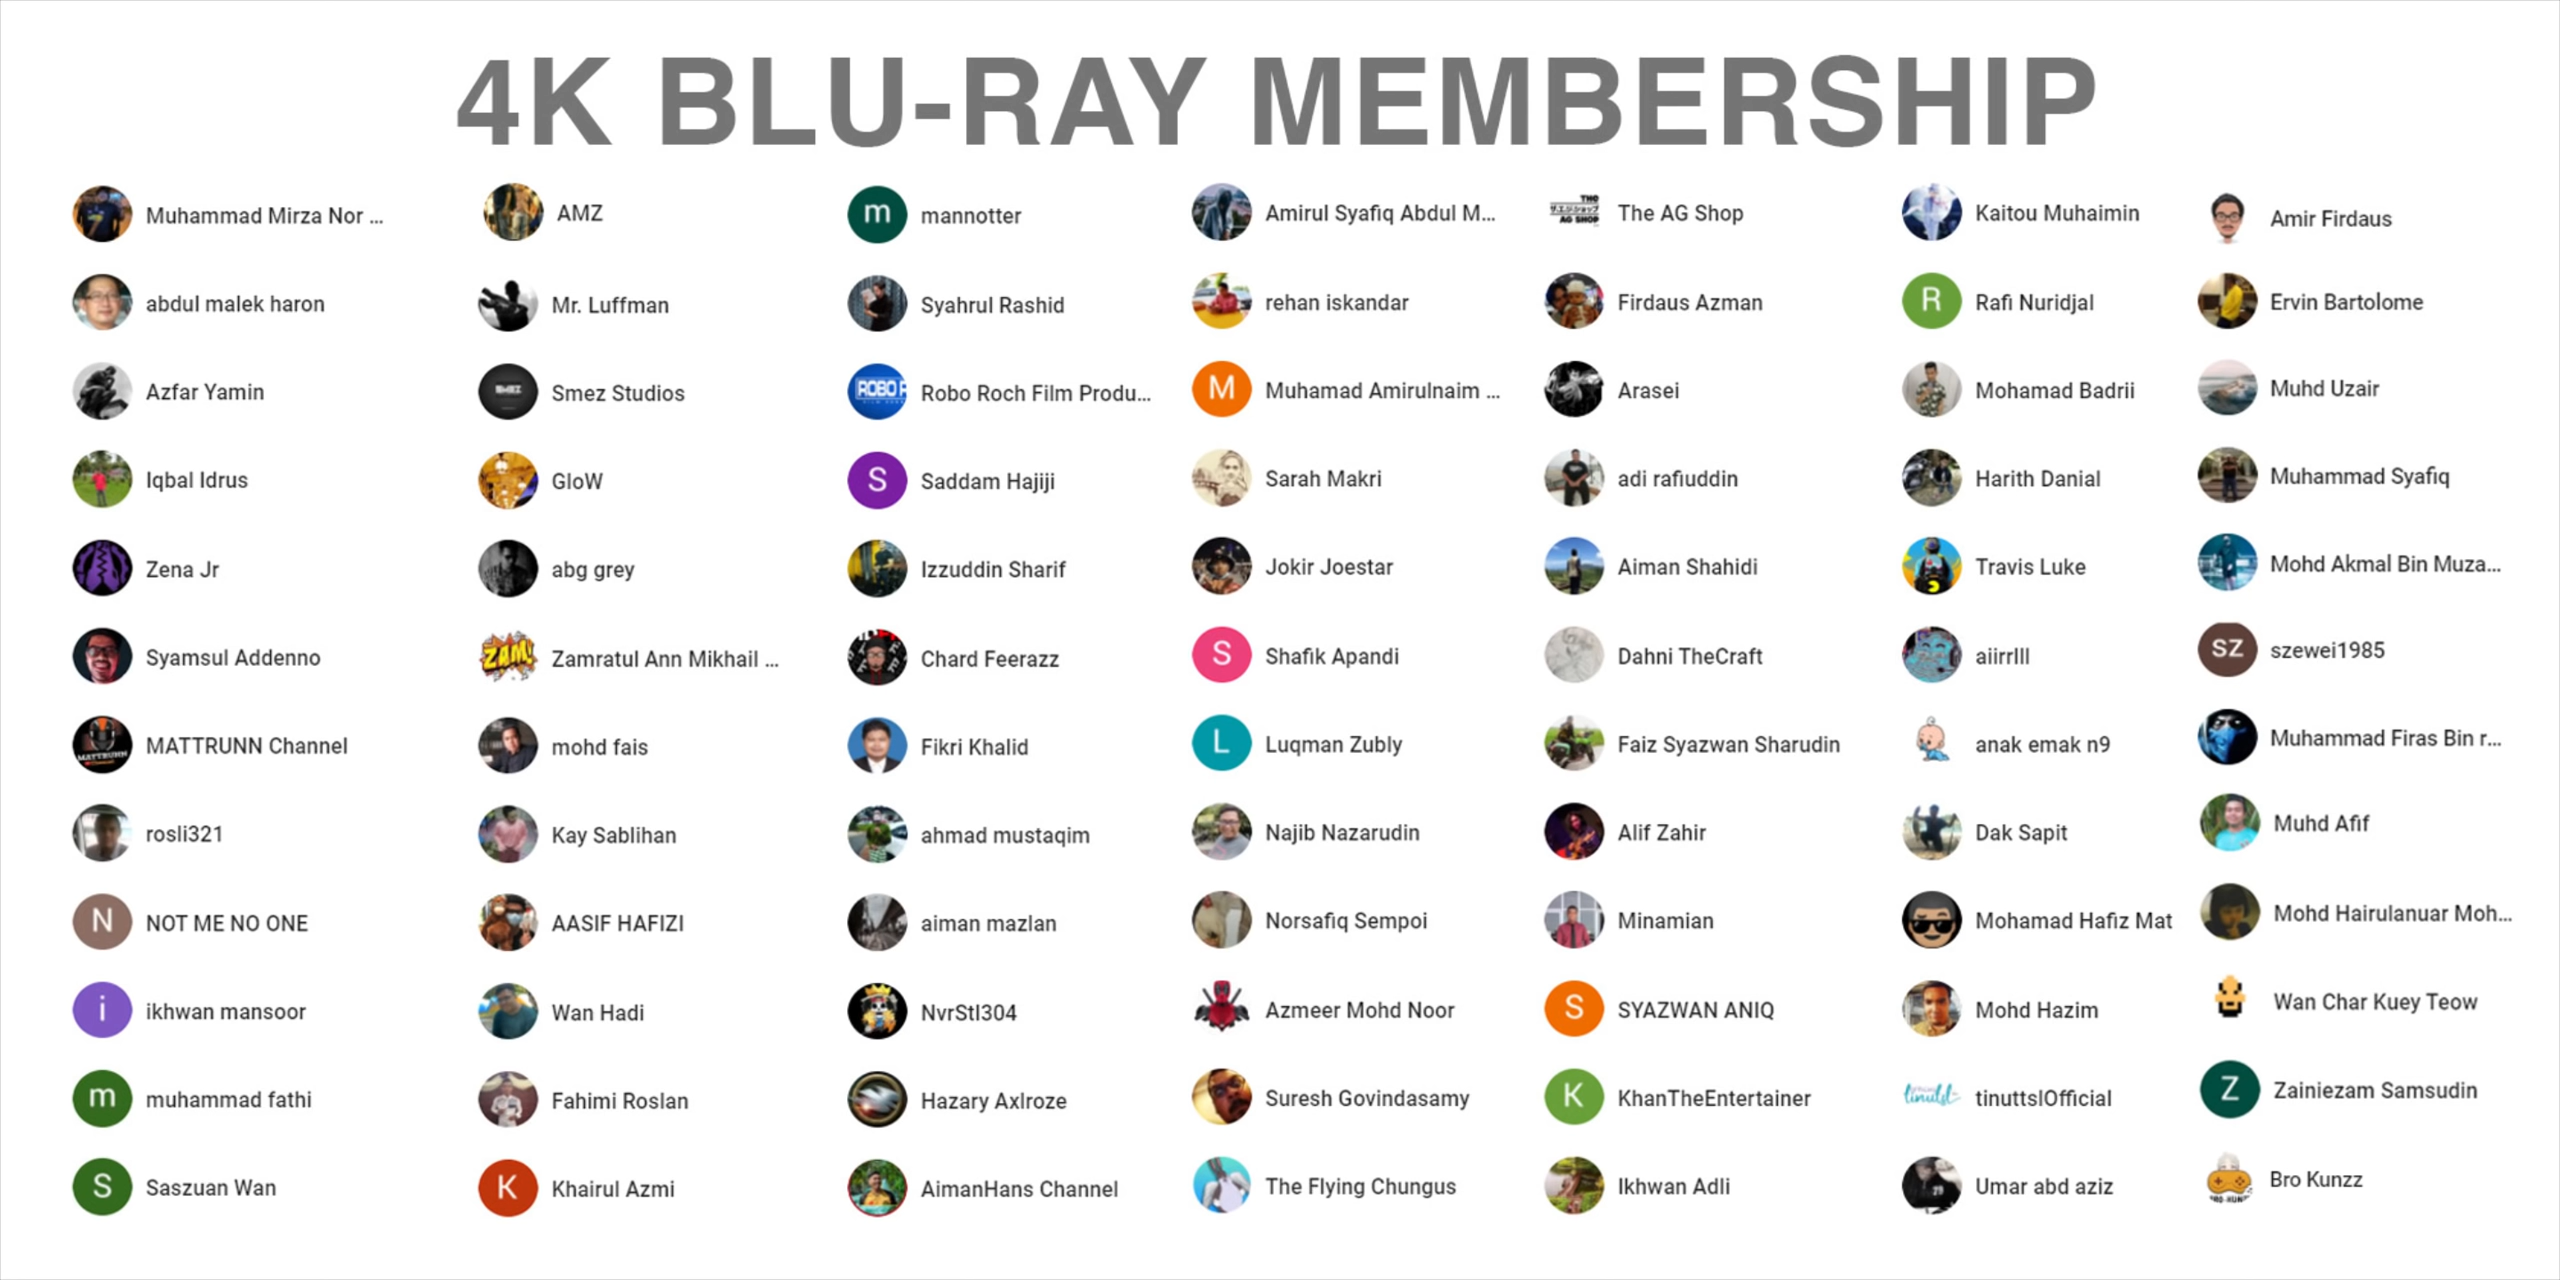 4K BLU-RAY MEMBERSHIP
Muhammad Mirza Nor ...
abdul malek haron
Azfar Yamin
Iqbal Idrus
Zena Jr
Syamsul Addenno
MATTRUNN
MATTRUNN Channel
rosli321
N
NOT ME NO ONE
i
ikhwan mansoor
m
muhammad fathi
S
Saszuan Wan
AMZ
Mr. Luffman
SMEZ
Smez Studios
GloW
abg grey
ZAM!
Zamratul Ann Mikhail ...
mohd fais
Kay Sablihan
AASIF HAFIZI
Wan Hadi
Fahimi Roslan
K
Khairul Azmi
m
mannotter
Syahrul Rashid
ROBO R
Robo Roch Film Produ...
S
Saddam Hajiji
Izzuddin Sharif
Chard Feerazz
Fikri Khalid
ahmad mustaqim
aiman mazlan
NvrStl304
Hazary Axlroze
AimanHans Channel
Amirul Syafiq Abdul M...
rehan iskandar
M
Muhamad Amirulnaim ...
Sarah Makri
Jokir Joestar
S
Shafik Apandi
L
Luqman Zubly
Najib Nazarudin
Norsafiq Sempoi
Azmeer Mohd Noor
Suresh Govindasamy
The Flying Chungus
THO
AG SHOP
The AG Shop
Firdaus Azman
Arasei
adi rafiuddin
Aiman Shahidi
Dahni TheCraft
Faiz Syazwan Sharudin
Alif Zahir
Minamian
S
SYAZWAN ANIQ
K
KhanTheEntertainer
Ikhwan Adli
Kaitou Muhaimin
R
Rafi Nuridjal
Mohamad Badrii
Harith Danial
Travis Luke
aiirrlll
anak emak n9
Dak Sapit
Mohamad Hafiz Mat
Mohd Hazim
tinuttslOfficial
Umar abd aziz
Amir Firdaus
Ervin Bartolome
Muhd Uzair
Muhammad Syafiq
Mohd Akmal Bin Muza...
SZ
szewei1985
Muhammad Firas Bin r...
Muhd Afif
Mohd Hairulanuar Moh...
Wan Char Kuey Teow
Z
Zainiezam Samsudin
Bro Kunzz